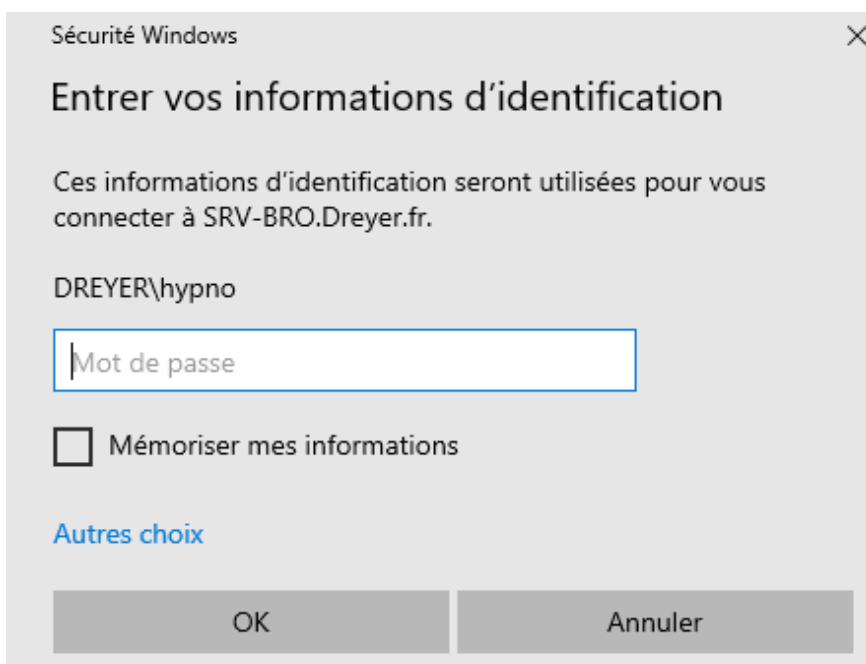 Sécurité Windows
Entrer vos informations d’identification
Ces informations d’identification seront utilisées pour vous
connecter à SRV-BRO.Dreyer.fr.
DREYER\hypno
Mot de passe
Mémoriser mes informations
Autres choix
OK
Annuler